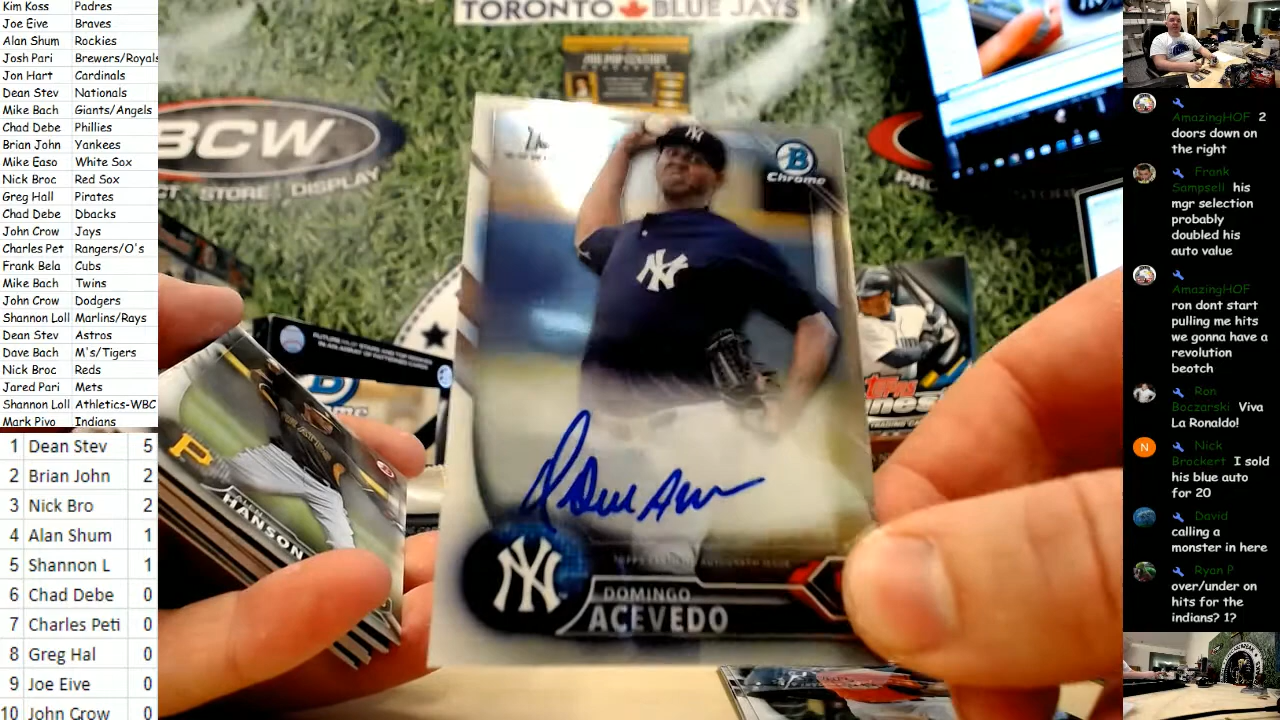 Kim Koss Padres
Joe Eive Braves
Alan Shum Rockies
Josh Pari Brewers/Royals
Jon Hart Cardinals
Dean Stev Nationals
Mike Bach Giants/Angels
Chad Debe Phillies
Brian John Yankees
Mike Easo White Sox
Nick Broc Red Sox
Greg Hall Pirates
Chad Debe Dbacks
John Crow Jays
Charles Pet Rangers/O's
Frank Bela Cubs
Mike Bach Twins
John Crow Dodgers
Shannon Loll Marlins/Rays
Dean Stev Astros
Dave Bach M's/Tigers
Nick Broc Reds
Jared Pari Mets
Shannon Loll Athletics-WBC
Mark Pivo Indians
1 Dean Stev 5
2 Brian John 2
3 Nick Bro 2
4 Alan Shum 1
5 Shannon L 1
6 Chad Debe 0
7 Charles Peti 0
8 Greg Hal 0
9 Joe Eive 0
10 John Crow 0
TORONTO BLUE JAYS
BCW
CT · STORE · DISPLAY
PRO
B
Chrome
NY
NY
NY
DOMINGO
ACEVEDO
P
ALEN
HANSON
Topps
AmazingHOF 2
doors down on
the right
Frank
Sampsell his
mgr selection
probably
doubled his
auto value
AmazingHOF
ron dont start
pulling me hits
we gonna have a
revolution
beotch
Ron
Boczarski Viva
La Ronaldo!
N
Nick
Brockert I sold
his blue auto
for 20
David
calling a
monster in here
Ryan P
over/under on
hits for the
indians? 1?